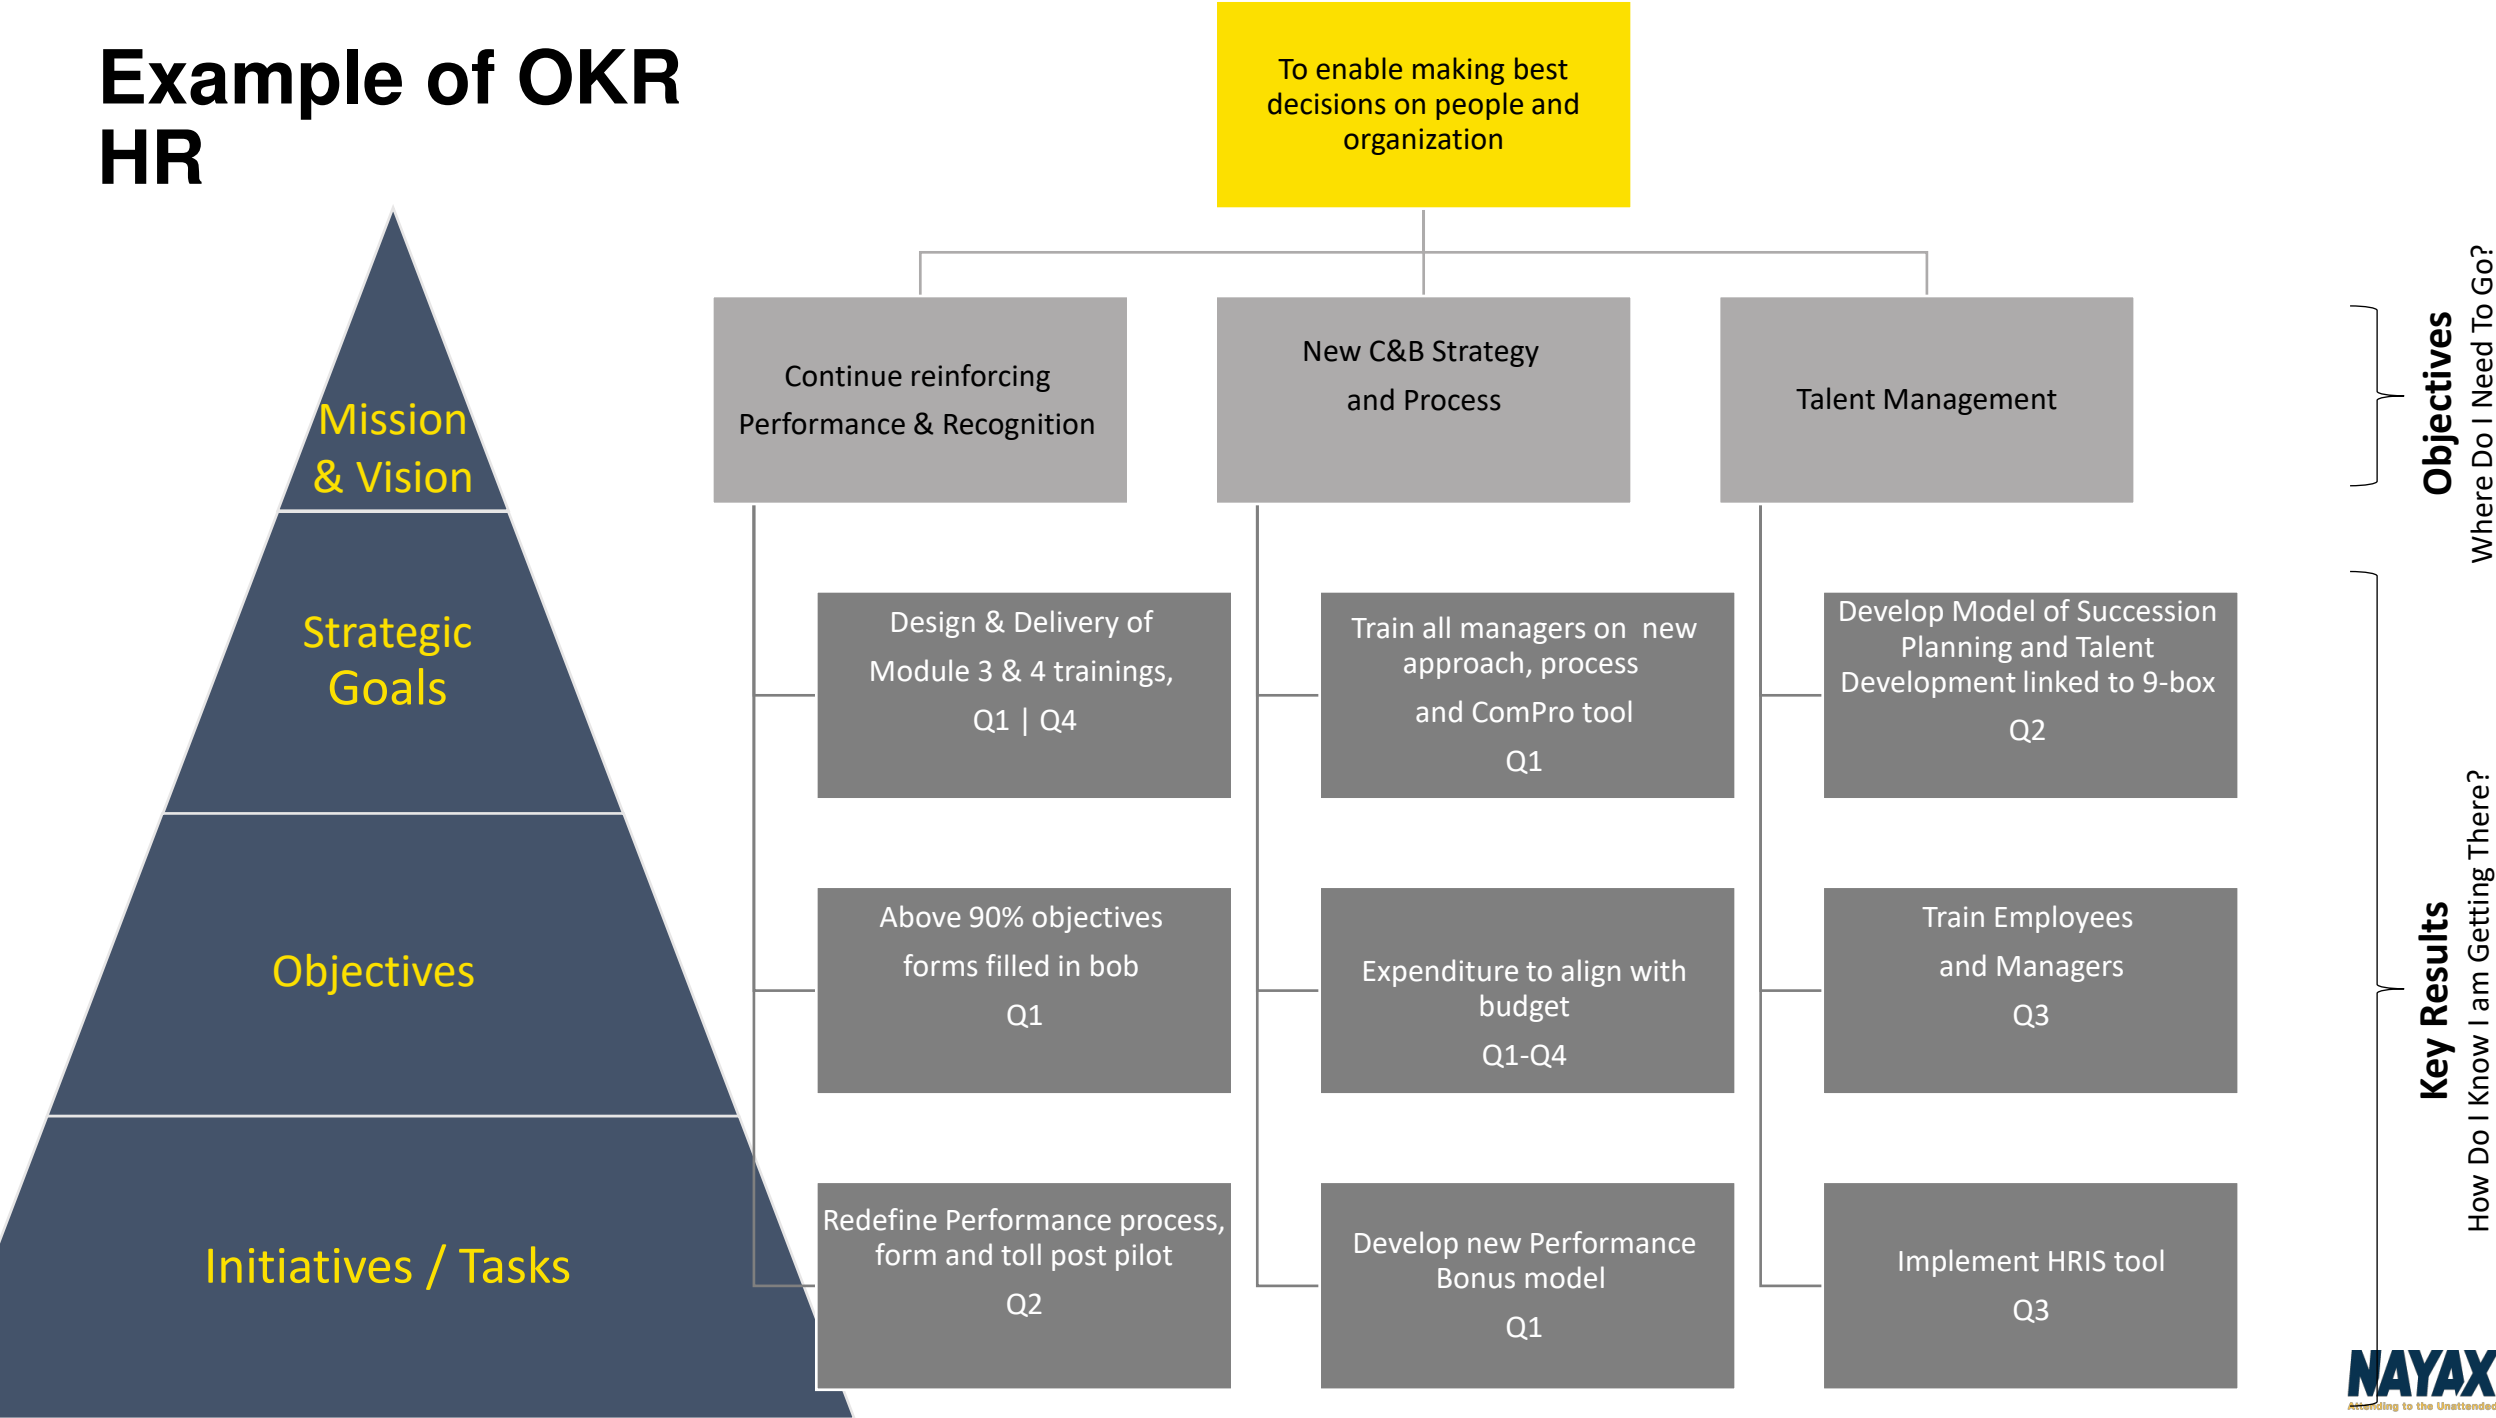 Example of OKR
HR
To enable making best
decisions on people and
organization
Mission
& Vision
Strategic
Goals
Objectives
Initiatives / Tasks
Continue reinforcing
Performance & Recognition
Design & Delivery of
Module 3 & 4 trainings,
Q1 | Q4
Above 90% objectives
forms filled in bob
Q1
Redefine Performance process,
form and toll post pilot
Q2
New C&B Strategy
and Process
Train all managers on  new
approach, process
and ComPro tool
Q1
Expenditure to align with
budget
Q1-Q4
Develop new Performance
Bonus model
Q1
Talent Management
Develop Model of Succession
Planning and Talent
Development linked to 9-box
Q2
Train Employees
and Managers
Q3
Implement HRIS tool
Q3
Objectives
Where Do I Need To Go?
Key Results
How Do I Know I am Getting There?
NAYAX
Attending to the Unattended